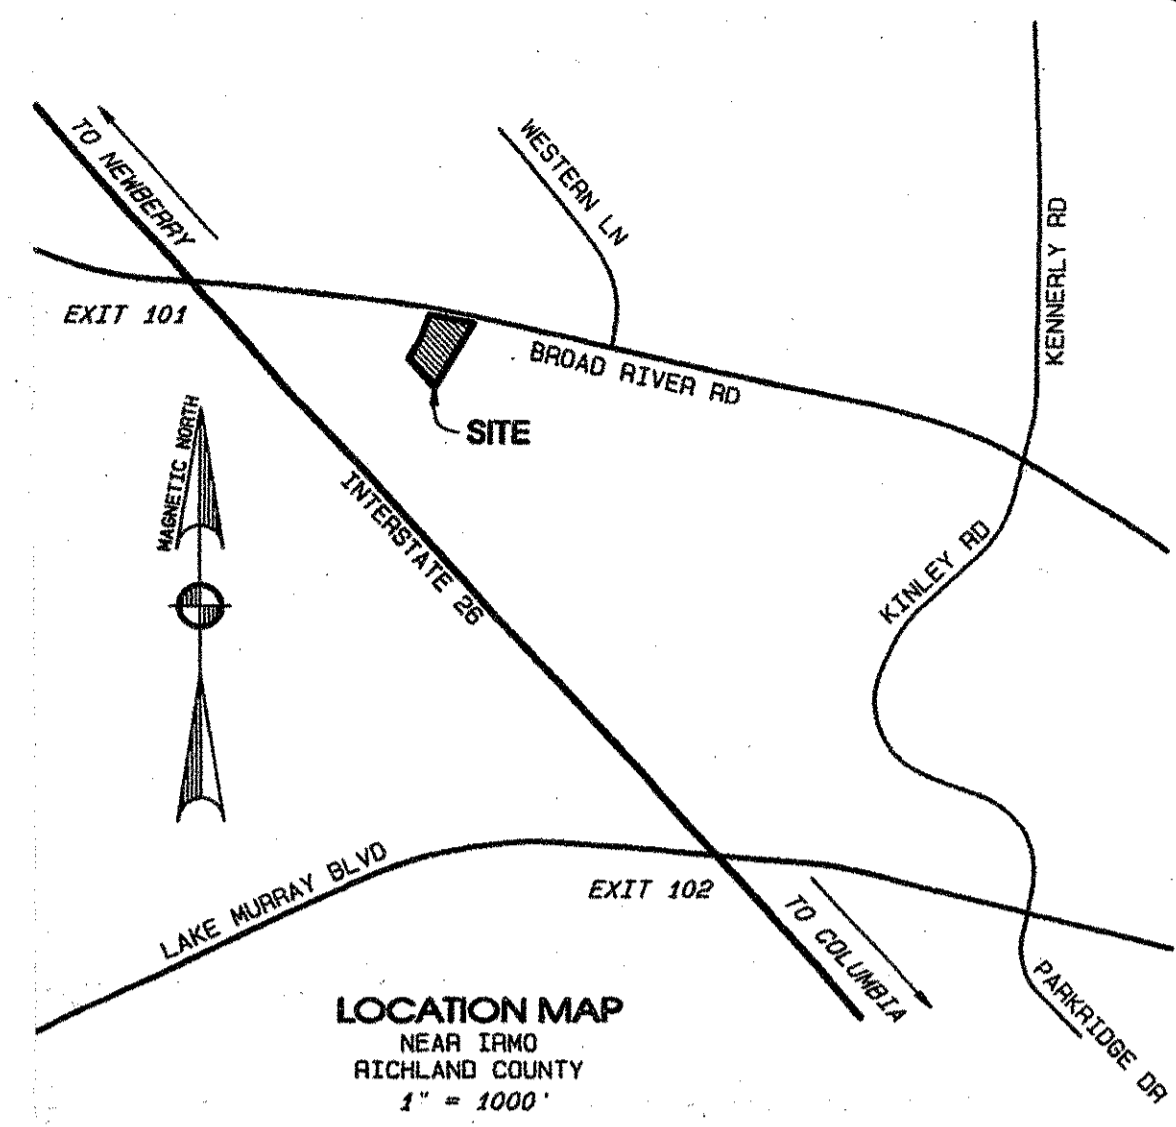 TO NEWBERRY
WESTERN LN
KENNERLY RD
EXIT 101
BROAD RIVER RD
SITE
MAGNETIC NORTH
INTERSTATE 26
KINLEY RD
LAKE MURRAY BLVD
EXIT 102
TO COLUMBIA
PARKRIDGE DR
LOCATION MAP
NEAR IRMO
RICHLAND COUNTY
1" = 1000'